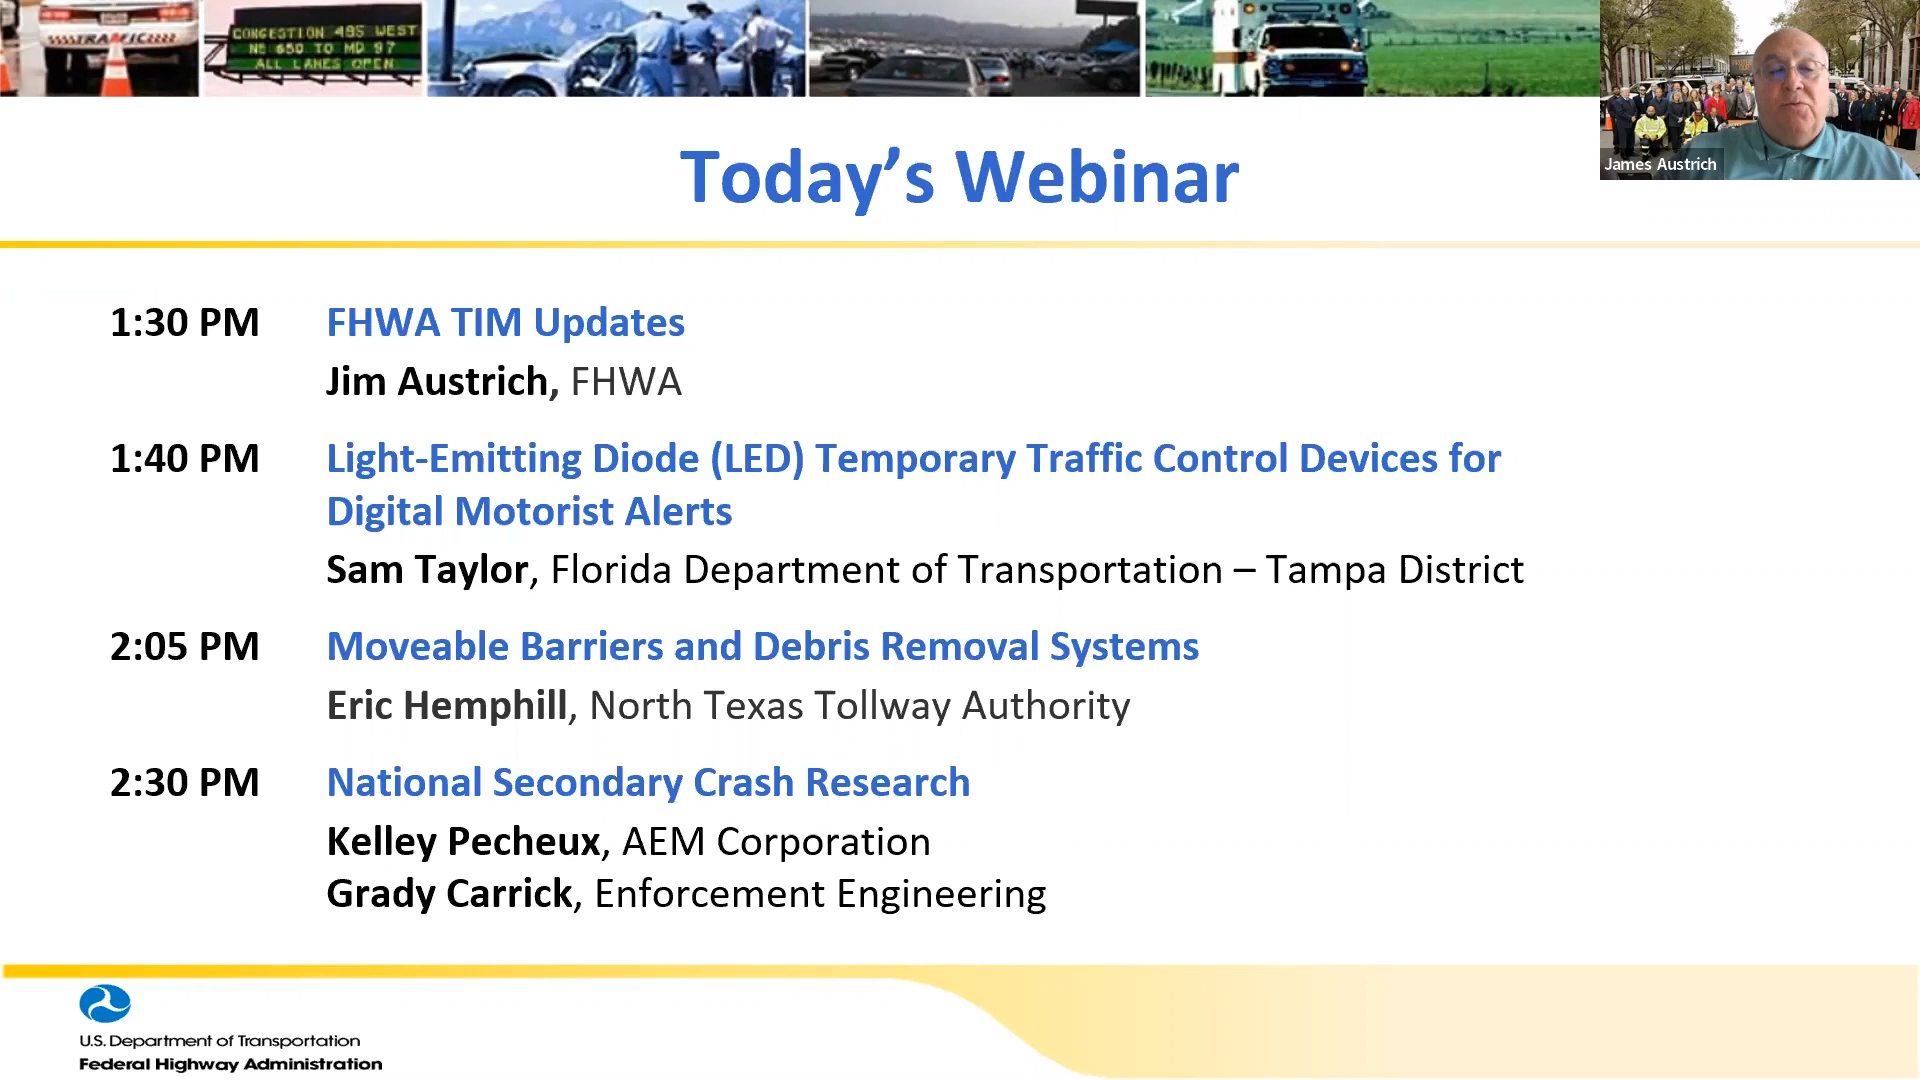 TRAFFIC
CONGESTION 495 WEST
NB 650 TO MD 97
ALL LANES OPEN
James Austrich
Today’s Webinar
1:30 PM FHWA TIM Updates
Jim Austrich, FHWA
1:40 PM Light-Emitting Diode (LED) Temporary Traffic Control Devices for
Digital Motorist Alerts
Sam Taylor, Florida Department of Transportation – Tampa District
2:05 PM Moveable Barriers and Debris Removal Systems
Eric Hemphill, North Texas Tollway Authority
2:30 PM National Secondary Crash Research
Kelley Pecheux, AEM Corporation
Grady Carrick, Enforcement Engineering
U.S. Department of Transportation
Federal Highway Administration